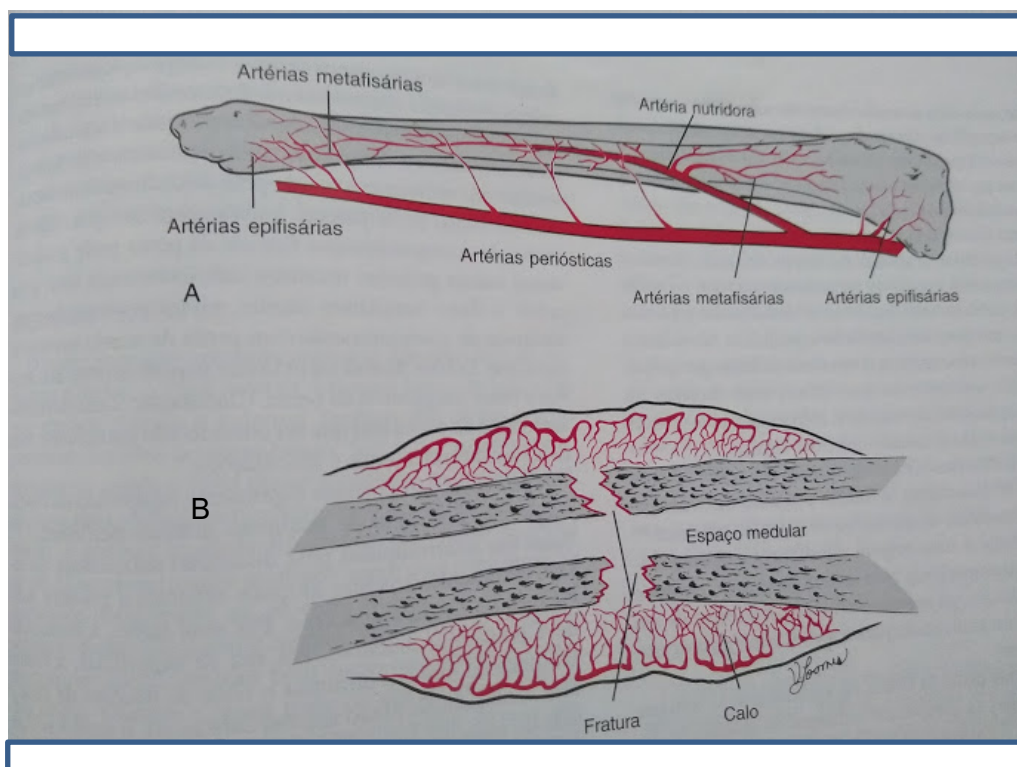 Artérias metafisárias
Artéria nutridora
Artérias epifisárias
Artérias periósticas
A
Artérias metafisárias
Artérias epifisárias
B
Espaço medular
Fratura
Calo